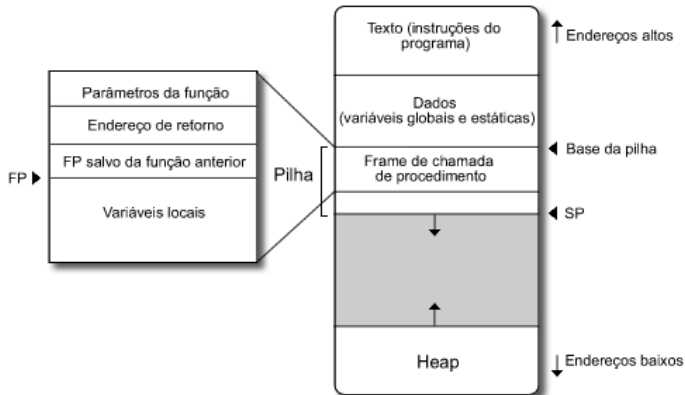 Texto (instruções do
programa)
Endereços altos
Parâmetros da função
Endereço de retorno
FP salvo da função anterior
FP
Variáveis locais
Dados
(variáveis globais e estáticas)
Base da pilha
Pilha
Frame de chamada
de procedimento
SP
Heap
Endereços baixos